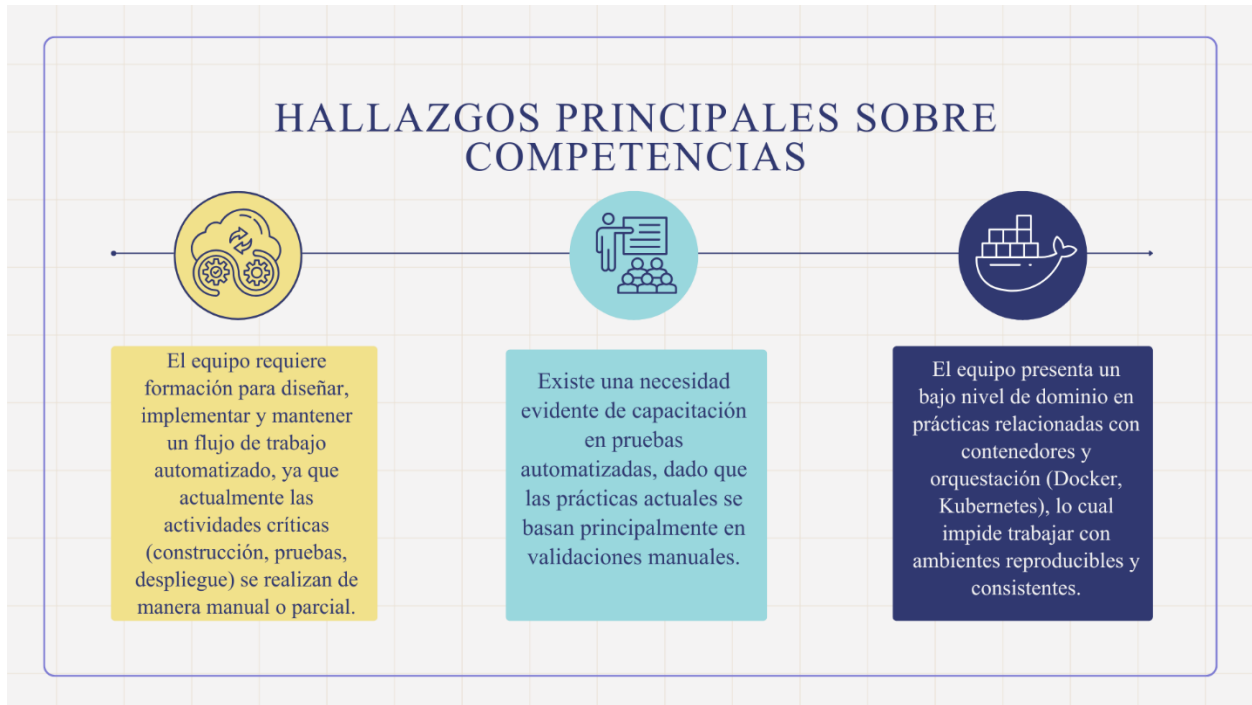 HALLAZGOS PRINCIPALES SOBRE
COMPETENCIAS
El equipo requiere
formación para diseñar,
implementar y mantener
un flujo de trabajo
automatizado, ya que
actualmente las
actividades críticas
(construcción, pruebas,
despliegue) se realizan de
manera manual o parcial.
Existe una necesidad
evidente de capacitación
en pruebas
automatizadas, dado que
las prácticas actuales se
basan principalmente en
validaciones manuales.
El equipo presenta un
bajo nivel de dominio en
prácticas relacionadas con
contenedores y
orquestación (Docker,
Kubernetes), lo cual
impide trabajar con
ambientes reproducibles y
consistentes.